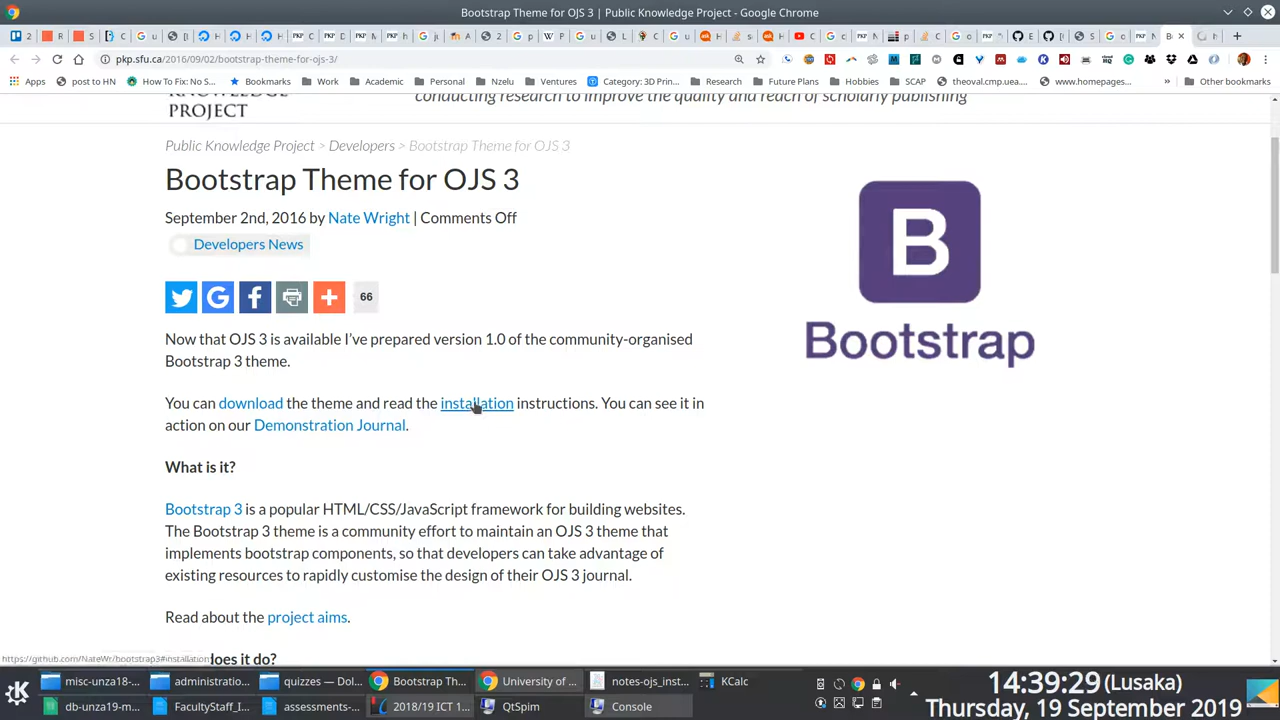 Bootstrap Theme for OJS 3 | Public Knowledge Project - Google Chrome
pkp.sfu.ca/2016/09/02/bootstrap-theme-for-ojs-3/
Apps post to HN How To Fix: No S... Bookmarks Work Academic Personal Nzelu Ventures Category: 3D Prin... Research Future Plans Hobbies SCAP theoval.cmp.uea.... www.homepages... » Other bookmarks
KNOWLEDGE
PROJECT
conducting research to improve the quality and reach of scholarly publishing
Public Knowledge Project > Developers > Bootstrap Theme for OJS 3
Bootstrap Theme for OJS 3
September 2nd, 2016 by Nate Wright | Comments Off
Developers News
66
B
Bootstrap
Now that OJS 3 is available I've prepared version 1.0 of the community-organised
Bootstrap 3 theme.
You can download the theme and read the installation instructions. You can see it in
action on our Demonstration Journal.
What is it?
Bootstrap 3 is a popular HTML/CSS/JavaScript framework for building websites.
The Bootstrap 3 theme is a community effort to maintain an OJS 3 theme that
implements bootstrap components, so that developers can take advantage of
existing resources to rapidly customise the design of their OJS 3 journal.
Read about the project aims.
https://github.com/NateWr/bootstrap3#installation
does it do?
misc-unza18-... administratio... quizzes — Dol... Bootstrap Th... University of ... notes-ojs_inst... KCalc
db-unza19-m... FacultyStaff_I... assessments-... 2018/19 ICT 1... QtSpim Console
14:39:29 (Lusaka)
Thursday, 19 September 2019